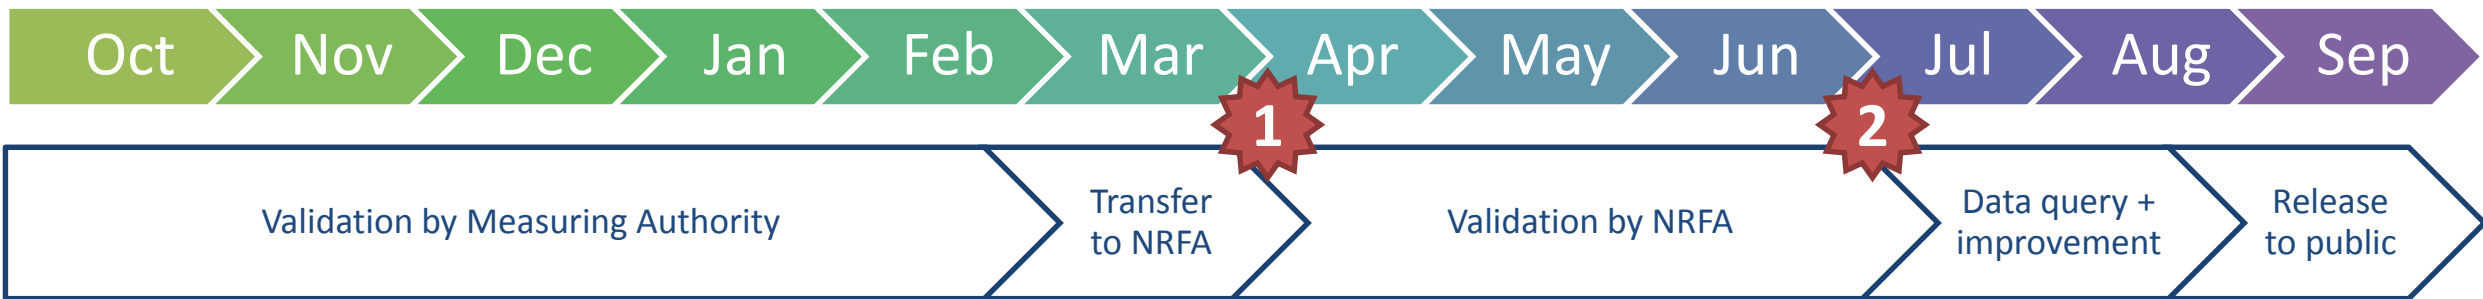 Oct Nov Dec Jan Feb Mar Apr May Jun Jul Aug Sep
1 2
Validation by Measuring Authority
Transfer
to NRFA
Validation by NRFA
Data query +
improvement
Release
to public